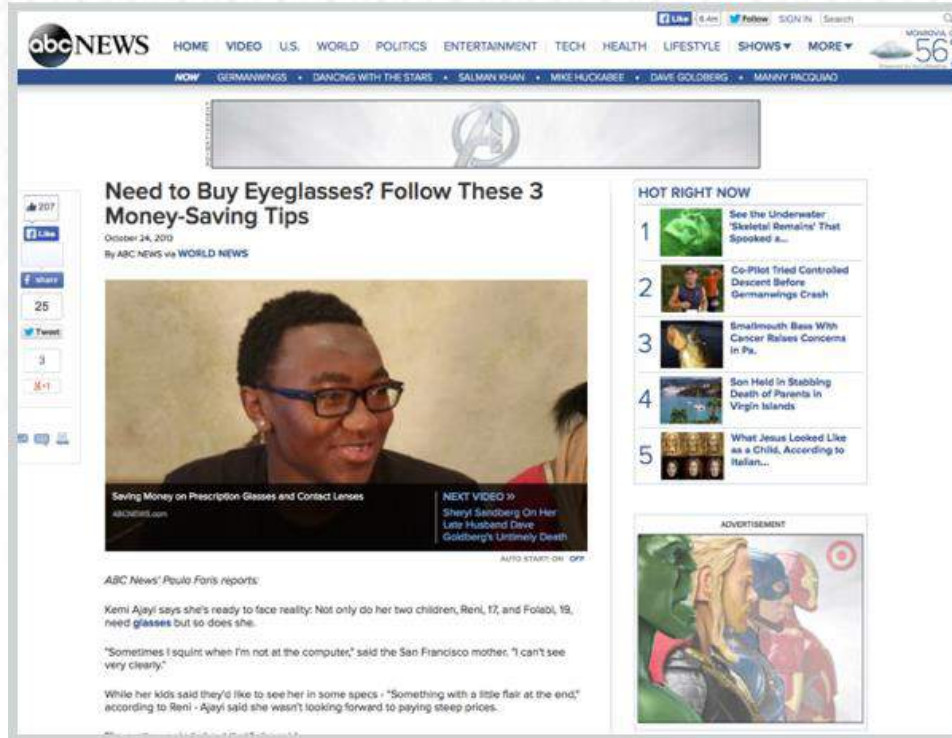 Like 8.4m Follow SIGN IN Search
abc NEWS HOME VIDEO U.S. WORLD POLITICS ENTERTAINMENT TECH HEALTH LIFESTYLE SHOWS MORE
56
NOW GERMANWINGS • DANCING WITH THE STARS • SALMAN KHAN • MIKE HUCKABEE • DAVE GOLDBERG • MANNY PACQUIAO
ADVERTISEMENT
Need to Buy Eyeglasses? Follow These 3
Money-Saving Tips
October 24, 2013
By ABC NEWS via WORLD NEWS
207
Like
share
25
Tweet
3
+1
Saving Money on Prescription Glasses and Contact Lenses
ABCNEWS.com
NEXT VIDEO »
Sheryl Sandberg On Her
Late Husband Dave
Goldberg's Untimely Death
AUTO START: ON OFF
ABC News' Paula Faris reports:
Kemi Ajayi says she's ready to face reality: Not only do her two children, Reni, 17, and Folabi, 19,
need glasses but so does she.
"Sometimes I squint when I'm not at the computer," said the San Francisco mother. "I can't see
very clearly."
While her kids said they'd like to see her in some specs - "Something with a little flair at the end,"
according to Reni - Ajayi said she wasn't looking forward to paying steep prices.
HOT RIGHT NOW
1 See the Underwater
'Skeletal Remains' That
Spooked a...
2 Co-Pilot Tried Controlled
Descent Before
Germanwings Crash
3 Smallmouth Bass With
Cancer Raises Concerns
in Pa.
4 Son Held in Stabbing
Death of Parents in
Virgin Islands
5 What Jesus Looked Like
as a Child, According to
Italian...
ADVERTISEMENT